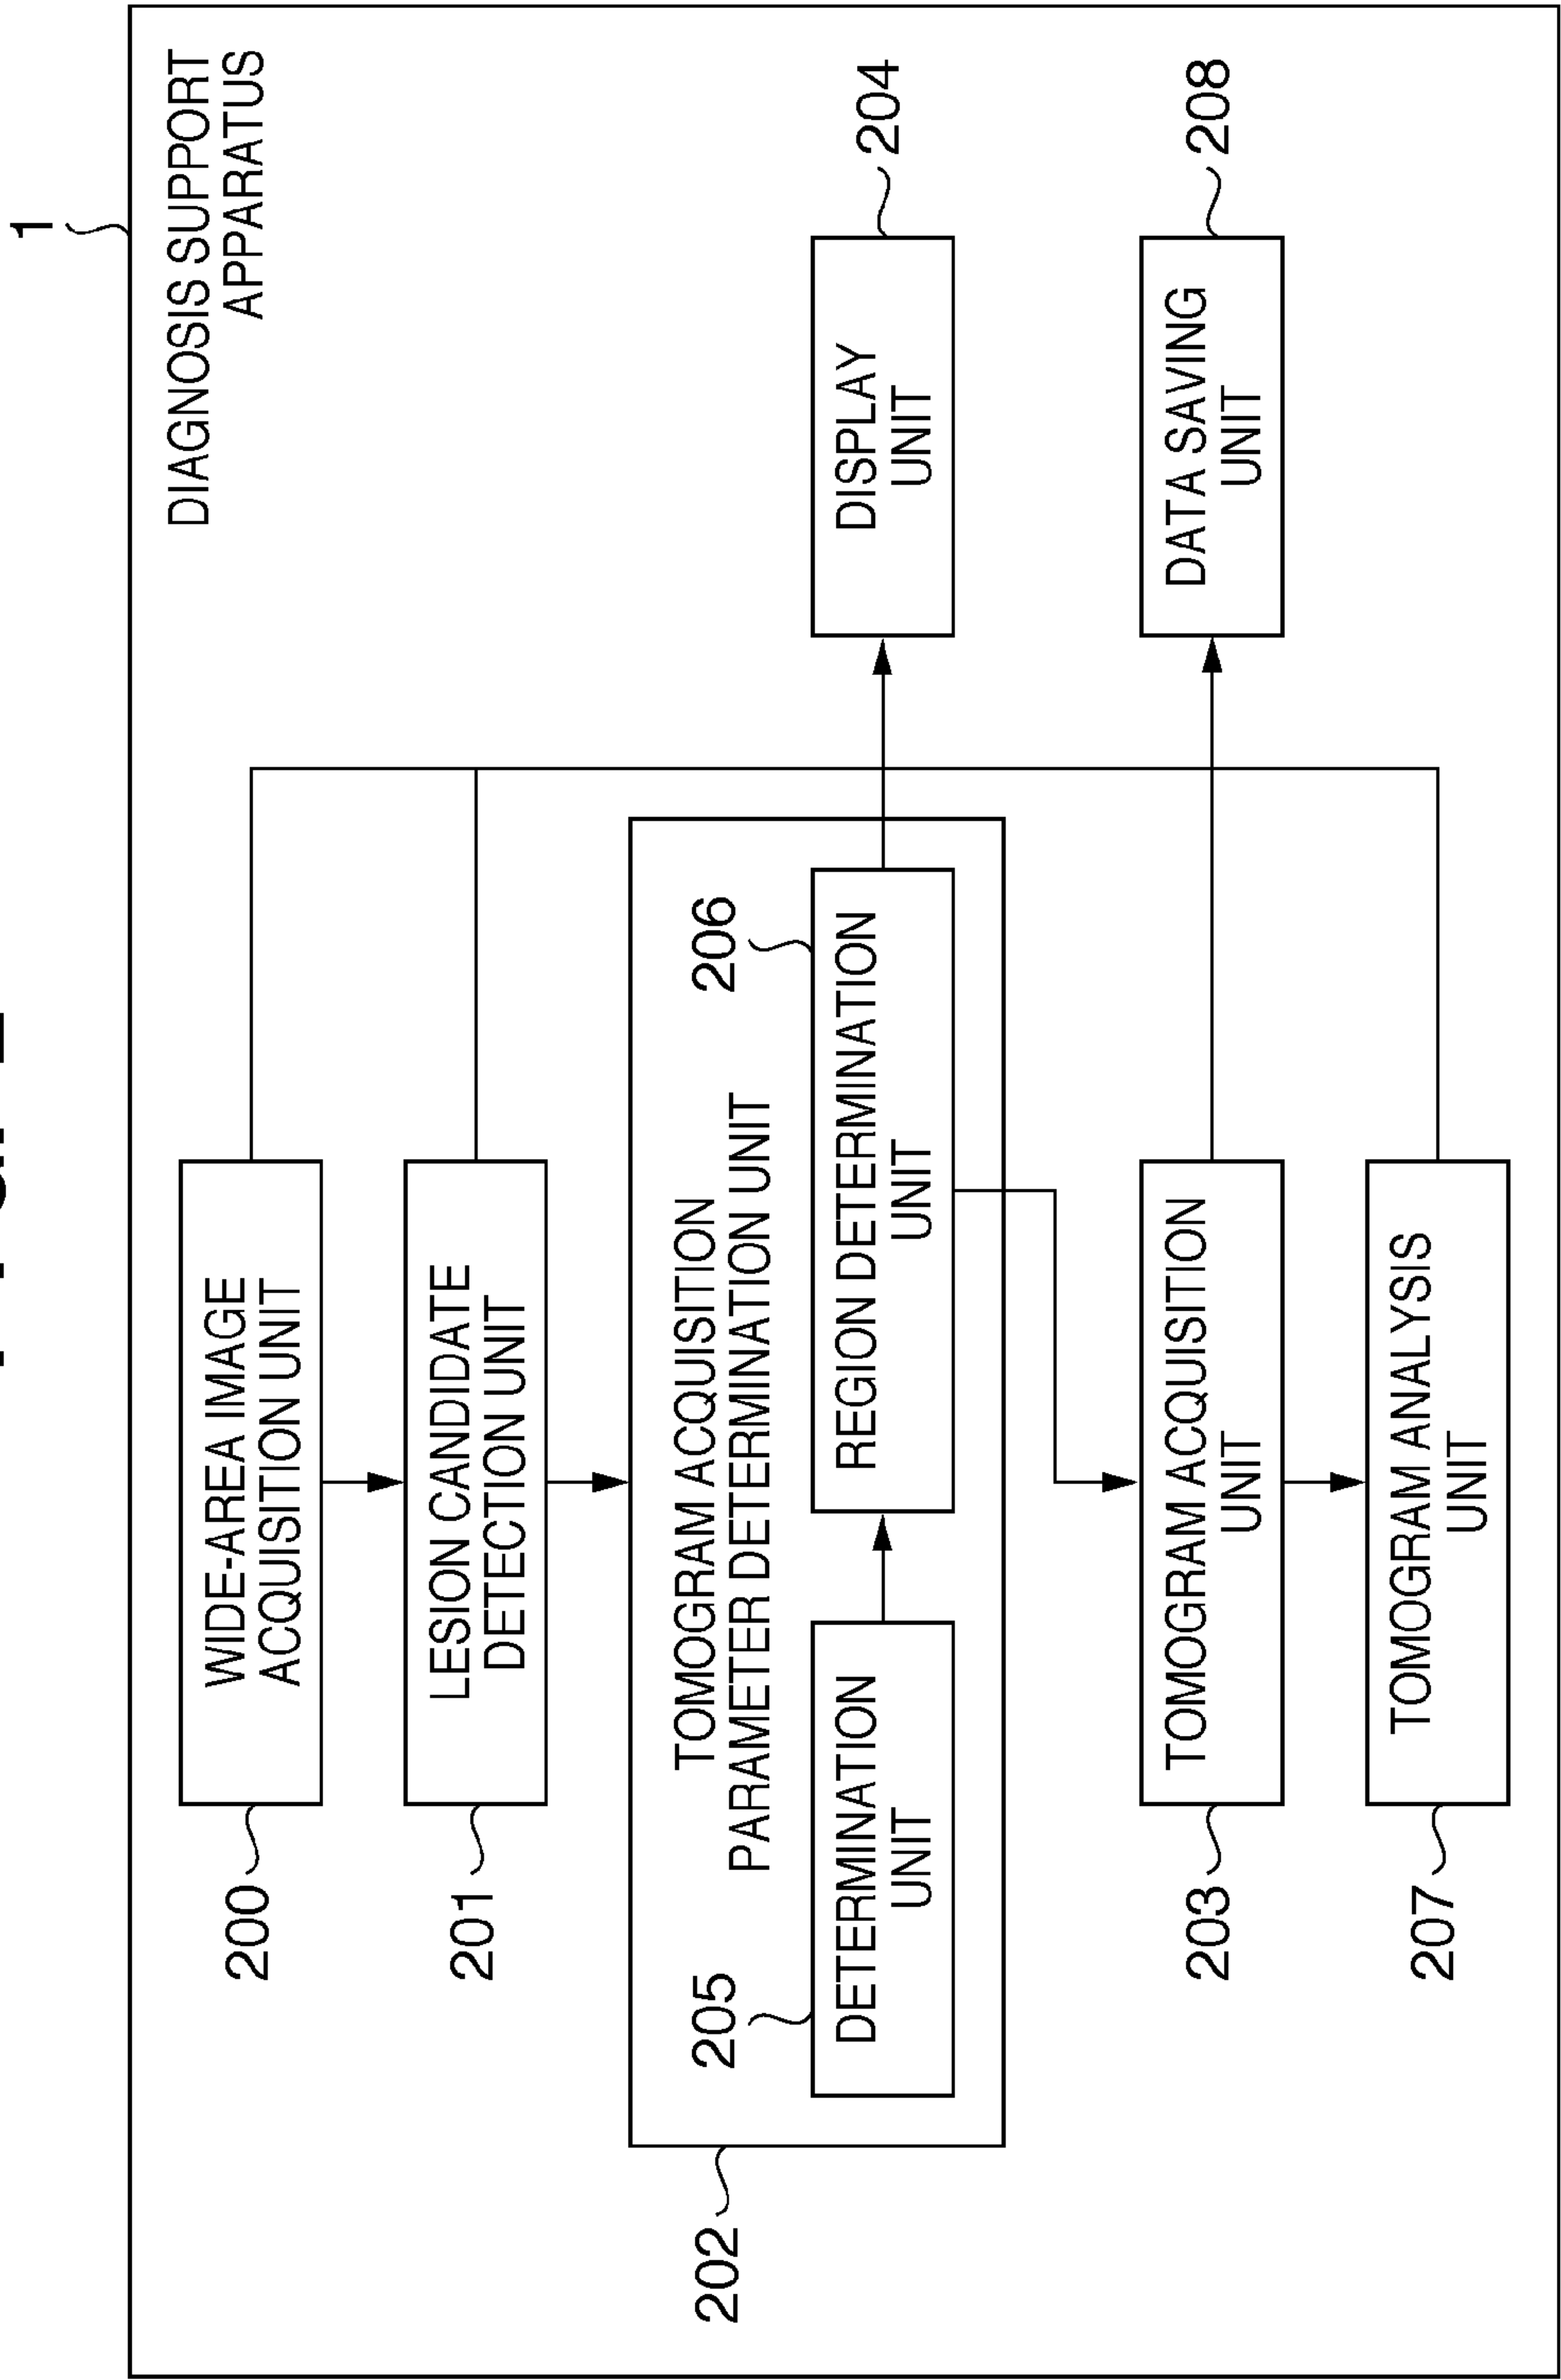 1
DIAGNOSIS SUPPORT
APPARATUS
200
WIDE-AREA IMAGE
ACQUISITION UNIT
201
LESION CANDIDATE
DETECTION UNIT
202
TOMOGRAM ACQUISITION
PARAMETER DETERMINATION UNIT
205
DETERMINATION
UNIT
206
REGION DETERMINATION
UNIT
204
DISPLAY
UNIT
203
TOMOGRAM ACQUISITION
UNIT
208
DATA SAVING
UNIT
207
TOMOGRAM ANALYSIS
UNIT